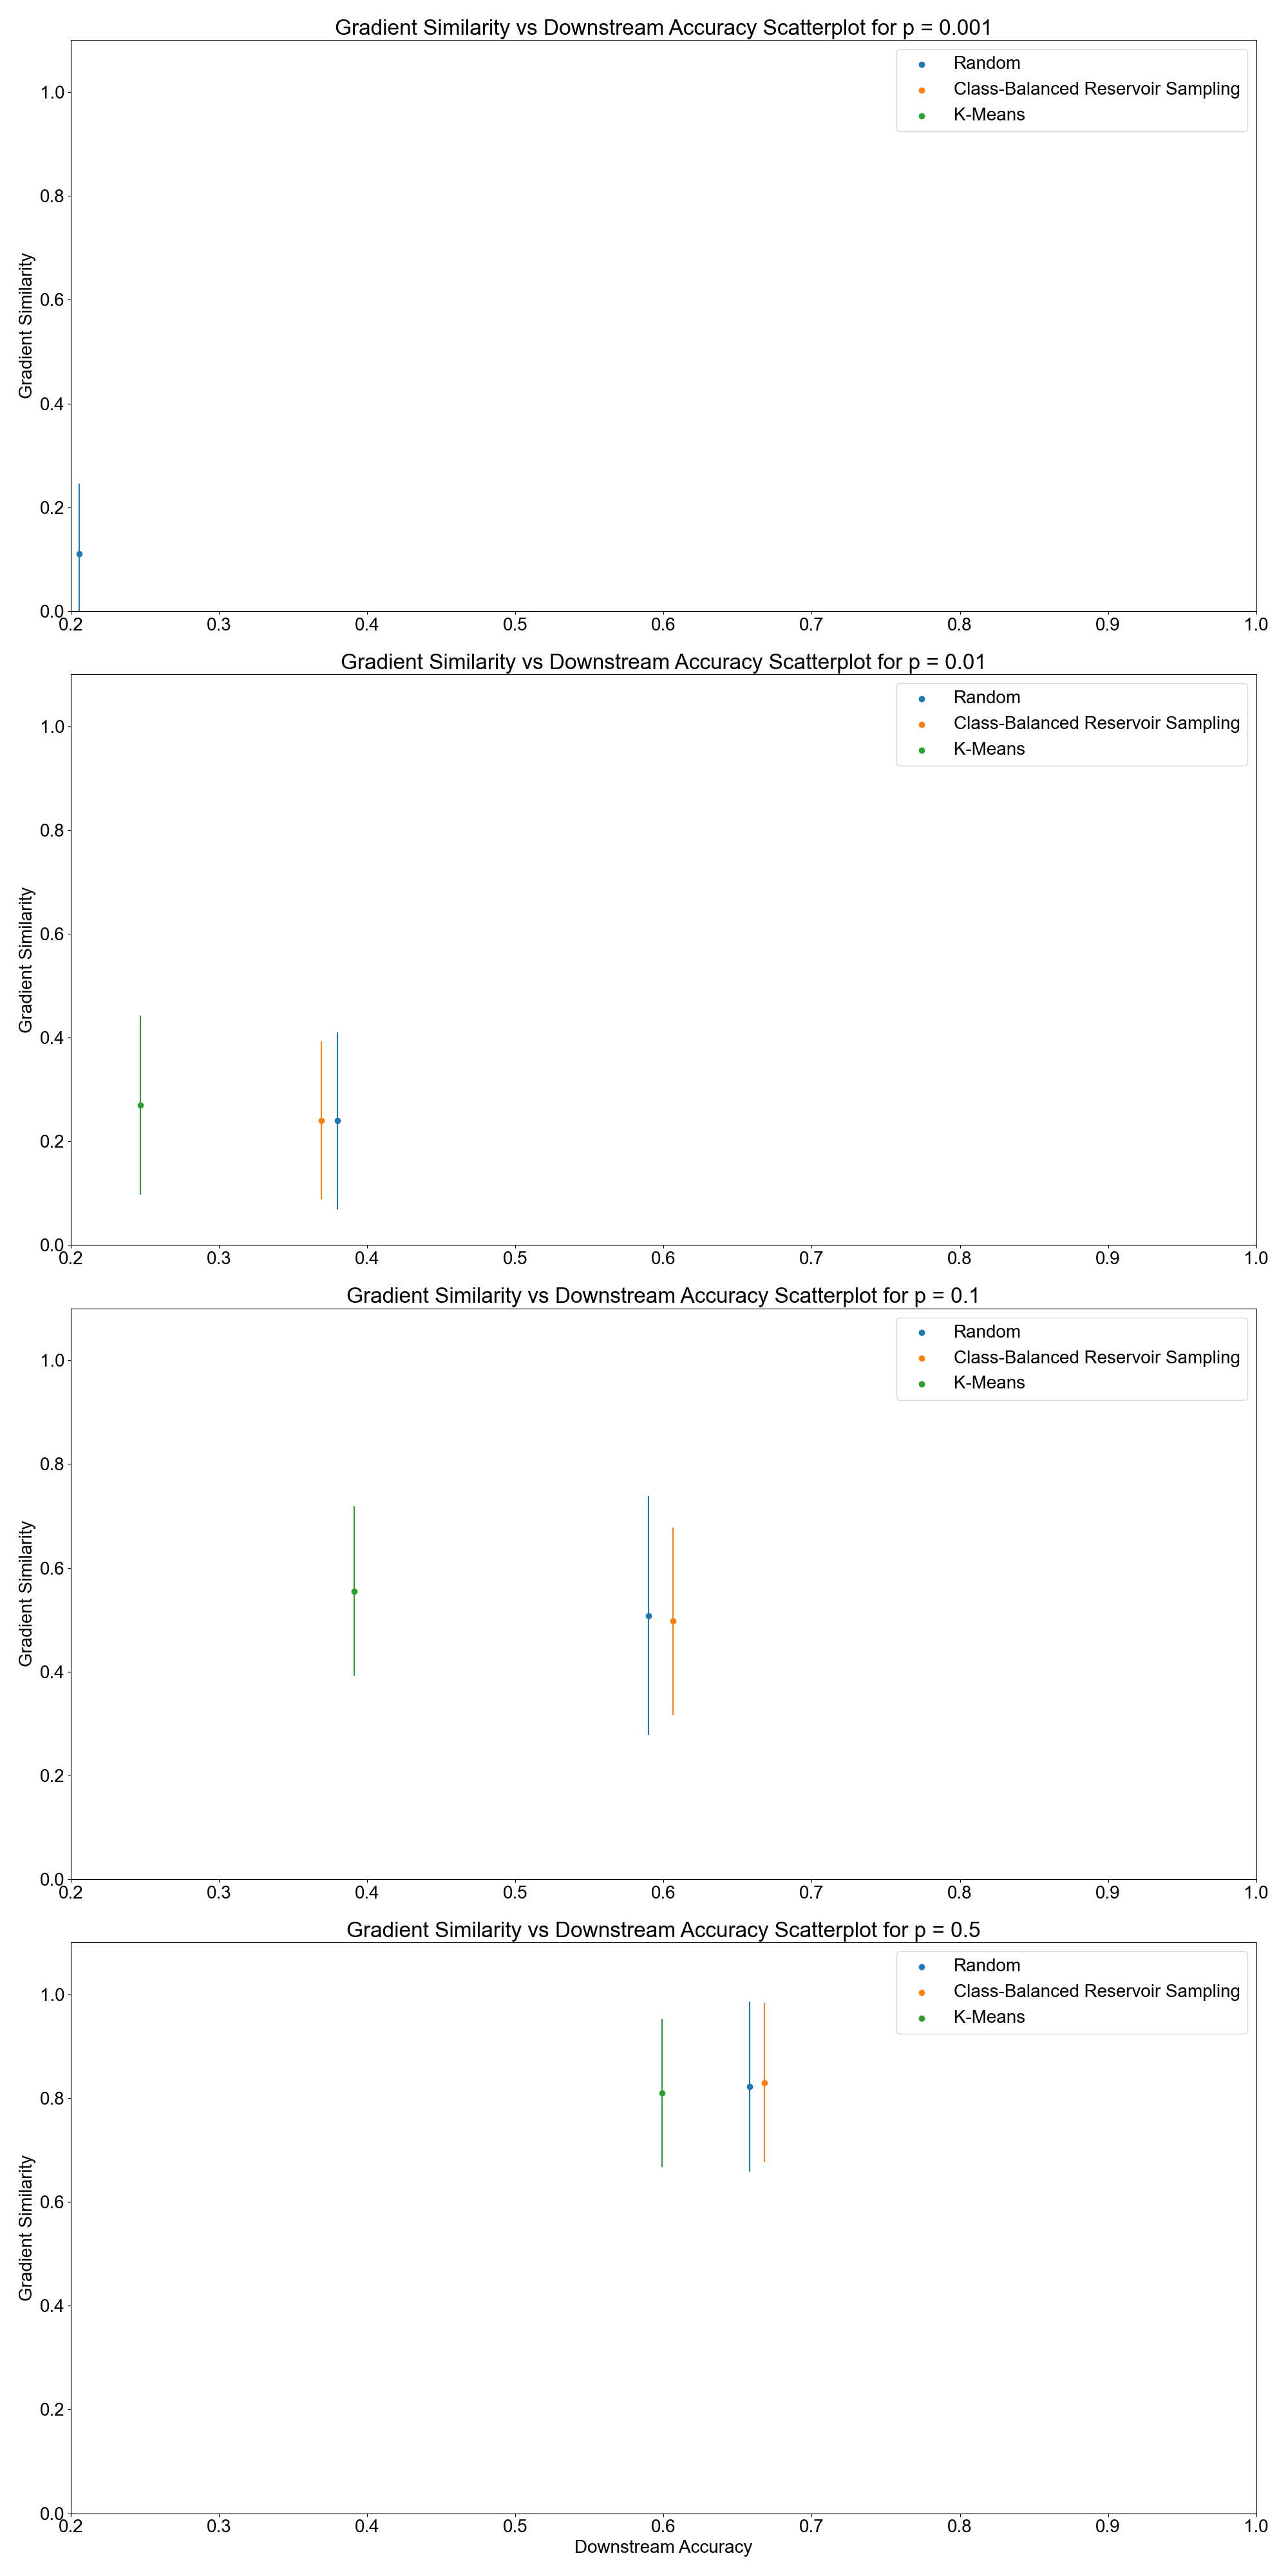 Gradient Similarity vs Downstream Accuracy Scatterplot for p = 0.001
Random
Class-Balanced Reservoir Sampling
K-Means
Gradient Similarity
1.0
0.8
0.6
0.4
0.2
0.0
0.2 0.3 0.4 0.5 0.6 0.7 0.8 0.9 1.0
Gradient Similarity vs Downstream Accuracy Scatterplot for p = 0.01
Random
Class-Balanced Reservoir Sampling
K-Means
Gradient Similarity
1.0
0.8
0.6
0.4
0.2
0.0
0.2 0.3 0.4 0.5 0.6 0.7 0.8 0.9 1.0
Gradient Similarity vs Downstream Accuracy Scatterplot for p = 0.1
Random
Class-Balanced Reservoir Sampling
K-Means
Gradient Similarity
1.0
0.8
0.6
0.4
0.2
0.0
0.2 0.3 0.4 0.5 0.6 0.7 0.8 0.9 1.0
Gradient Similarity vs Downstream Accuracy Scatterplot for p = 0.5
Random
Class-Balanced Reservoir Sampling
K-Means
Gradient Similarity
1.0
0.8
0.6
0.4
0.2
0.0
0.2 0.3 0.4 0.5 0.6 0.7 0.8 0.9 1.0
Downstream Accuracy